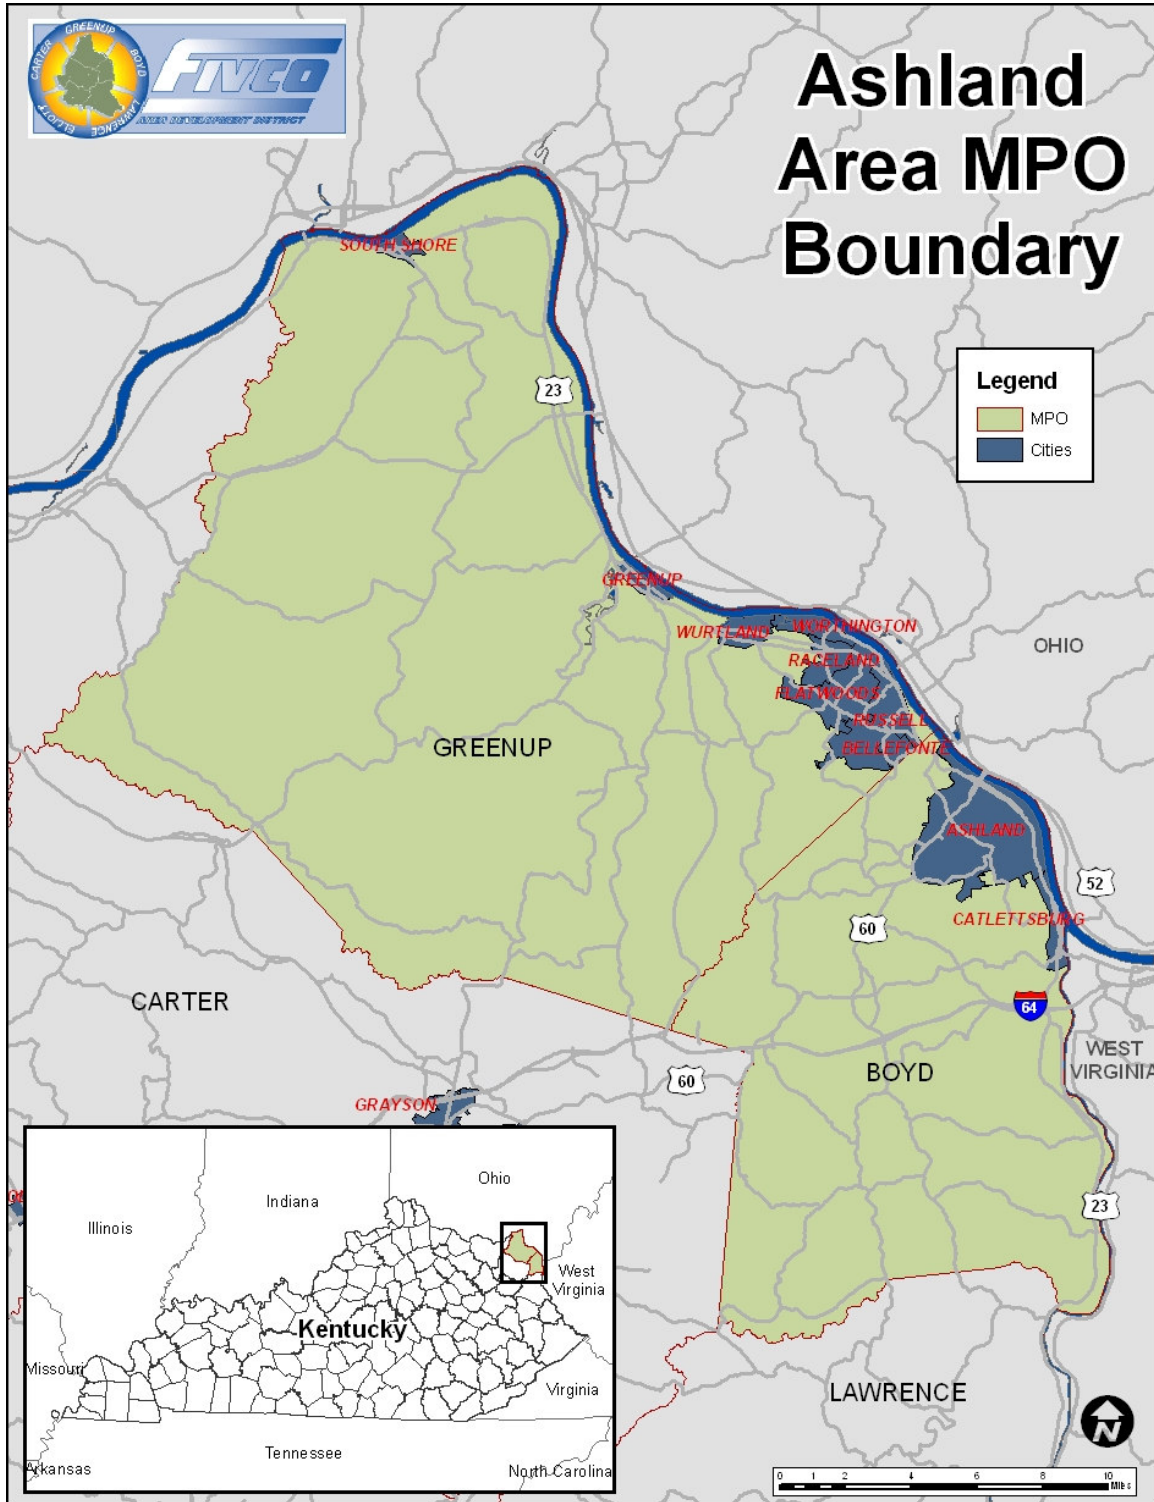 CARTER GREENUP BOYD LAWRENCE ELLIOTT
FIVCO
AREA DEVELOPMENT DISTRICT
Ashland
Area MPO
Boundary
SOUTH SHORE
Legend
MPO
Cities
23
GREENUP
WURTLAND
WORTHINGTON
OHIO
RACELAND
FLATWOODS
RUSSELL
BELLEFONTE
GREENUP
ASHLAND
52
CATLETTSBURG
60
CARTER
64
WEST
VIRGINIA
BOYD
60
GRAYSON
23
Ohio
Indiana
Illinois
West
Virginia
Kentucky
Missouri
Virginia
Tennessee
Arkansas
North Carolina
LAWRENCE
N
0 1 2 4 6 8 10
Miles